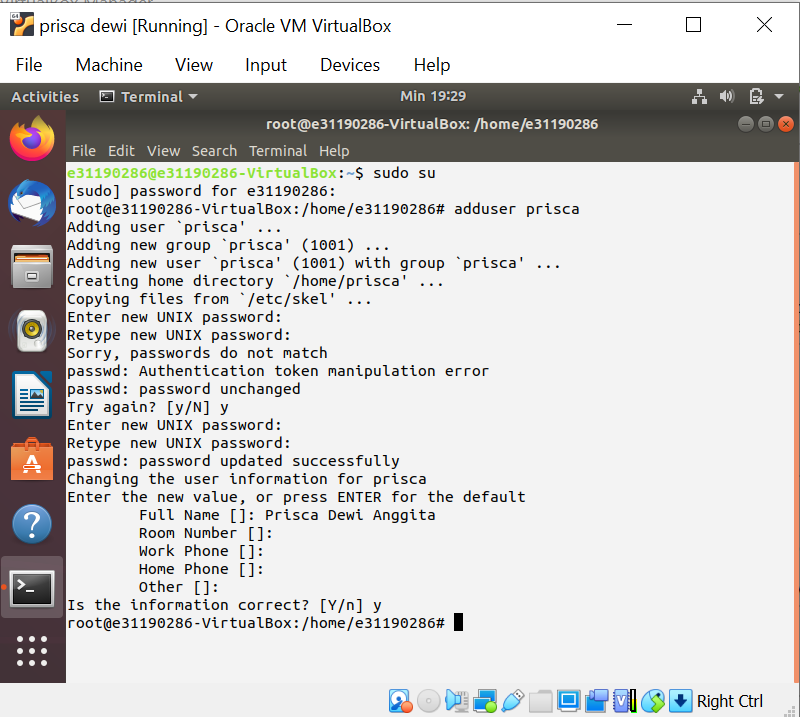 prisca dewi [Running] - Oracle VM VirtualBox
File Machine View Input Devices Help
Activities Terminal Min 19:29
root@e31190286-VirtualBox: /home/e31190286
File Edit View Search Terminal Help
e31190286@e31190286-VirtualBox:~$ sudo su
[sudo] password for e31190286:
root@e31190286-VirtualBox:/home/e31190286# adduser prisca
Adding user `prisca' ...
Adding new group `prisca' (1001) ...
Adding new user `prisca' (1001) with group `prisca' ...
Creating home directory `/home/prisca' ...
Copying files from `/etc/skel' ...
Enter new UNIX password:
Retype new UNIX password:
Sorry, passwords do not match
passwd: Authentication token manipulation error
passwd: password unchanged
Try again? [y/N] y
Enter new UNIX password:
Retype new UNIX password:
passwd: password updated successfully
Changing the user information for prisca
Enter the new value, or press ENTER for the default
Full Name []: Prisca Dewi Anggita
Room Number []:
Work Phone []:
Home Phone []:
Other []:
Is the information correct? [Y/n] y
root@e31190286-VirtualBox:/home/e31190286#
Right Ctrl